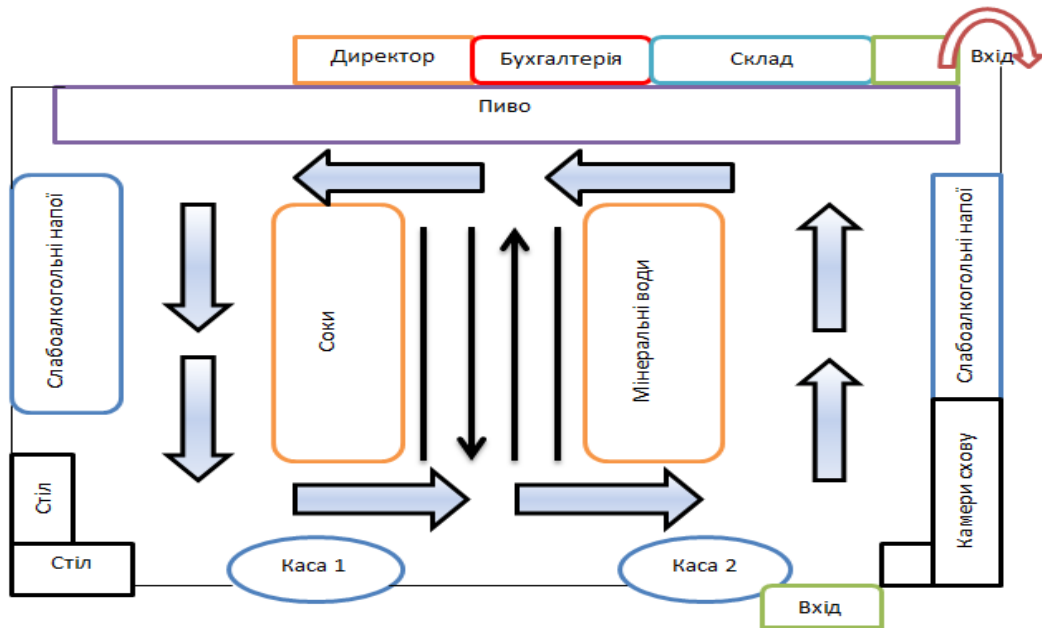 Директор
Бухгалтерія
Склад
Вхід
Пиво
Слабоалкогольні напої
Соки
Мінеральні води
Слабоалкогольні напої
Стіл
Камери схову
Стіл
Каса 1
Каса 2
Вхід